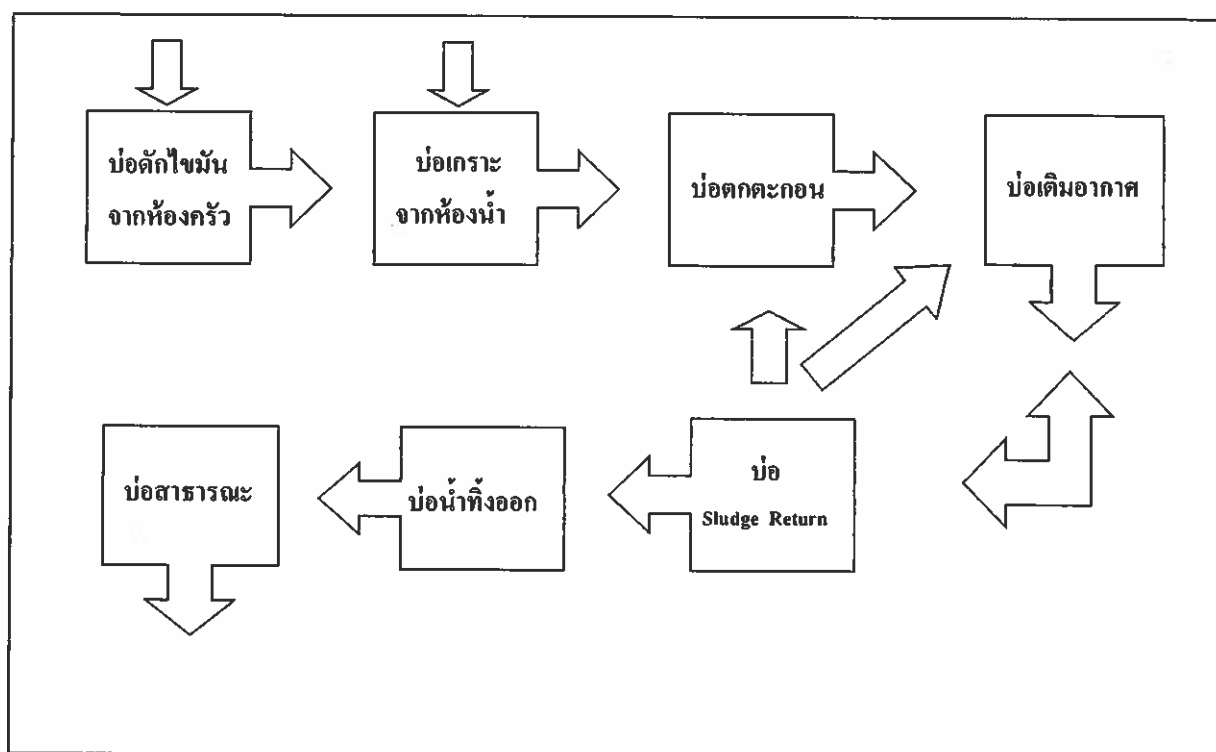 บ่อดักไขมัน
จากห้องครัว
บ่อเกราะ
จากห้องน้ำ
บ่อตกตะกอน
บ่อเติมอากาศ
บ่อสาธารณะ
บ่อน้ำทิ้งออก
บ่อ
Sludge Return